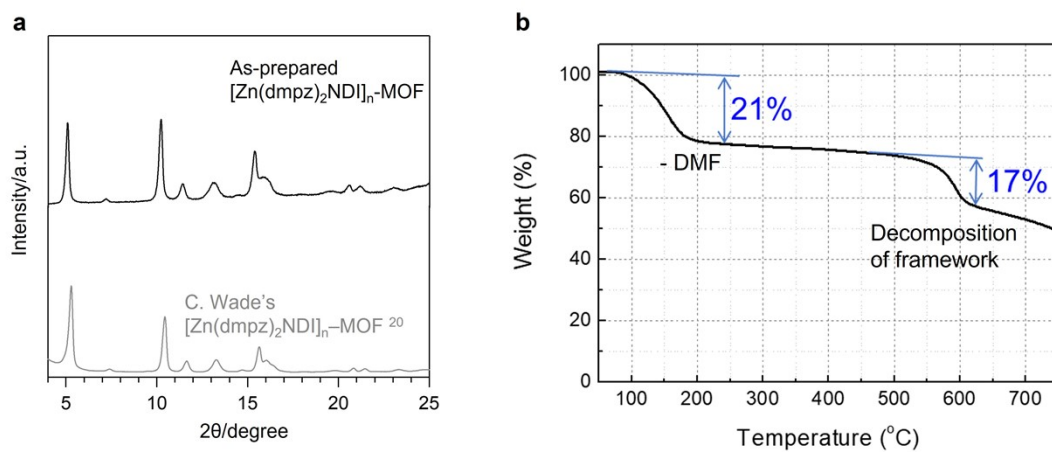 a
As-prepared
[Zn(dmpz)₂NDI]ₙ-MOF
C. Wade's
[Zn(dmpz)₂NDI]ₙ–MOF ²⁰
Intensity/a.u.
5 10 15 20 25
2θ/degree
b
100
80
60
40
20
0
Weight (%)
21%
- DMF
17%
Decomposition
of framework
100 200 300 400 500 600 700
Temperature (°C)